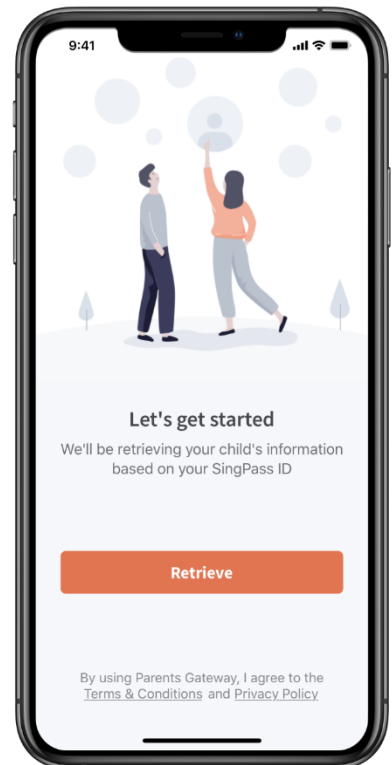 9:41
Let's get started
We'll be retrieving your child's information
based on your SingPass ID
Retrieve
By using Parents Gateway, I agree to the
Terms & Conditions and Privacy Policy